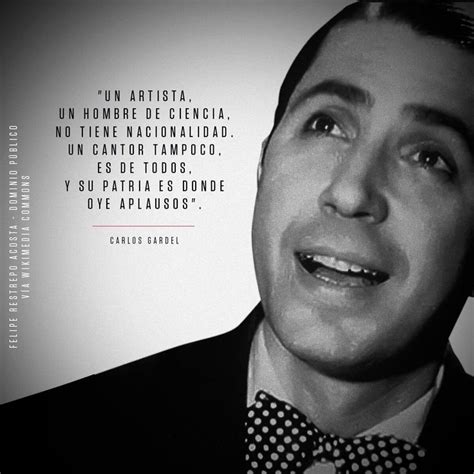 "UN ARTISTA,
UN HOMBRE DE CIENCIA,
NO TIENE NACIONALIDAD.
UN CANTOR TAMPOCO,
ES DE TODOS,
Y SU PATRIA ES DONDE
OYE APLAUSOS".
CARLOS GARDEL
FELIPE RESTREPO ACOSTA - DOMINIO PÚBLICO
VÍA WIKIMEDIA COMMONS